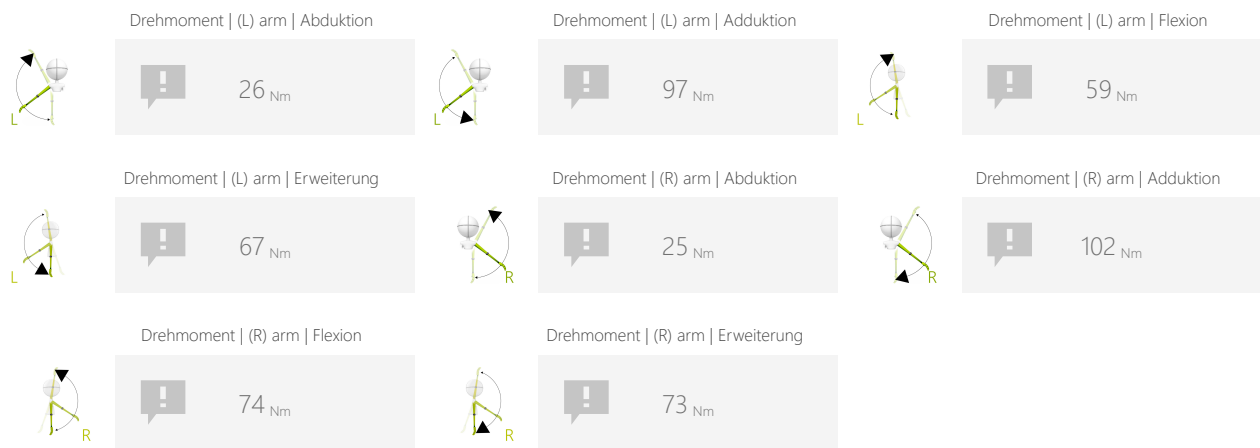 Drehmoment | (L) arm | Abduktion
L
26 Nm
Drehmoment | (L) arm | Adduktion
L
97 Nm
Drehmoment | (L) arm | Flexion
L
59 Nm
Drehmoment | (L) arm | Erweiterung
L
67 Nm
Drehmoment | (R) arm | Abduktion
R
25 Nm
Drehmoment | (R) arm | Adduktion
R
102 Nm
Drehmoment | (R) arm | Flexion
R
74 Nm
Drehmoment | (R) arm | Erweiterung
R
73 Nm